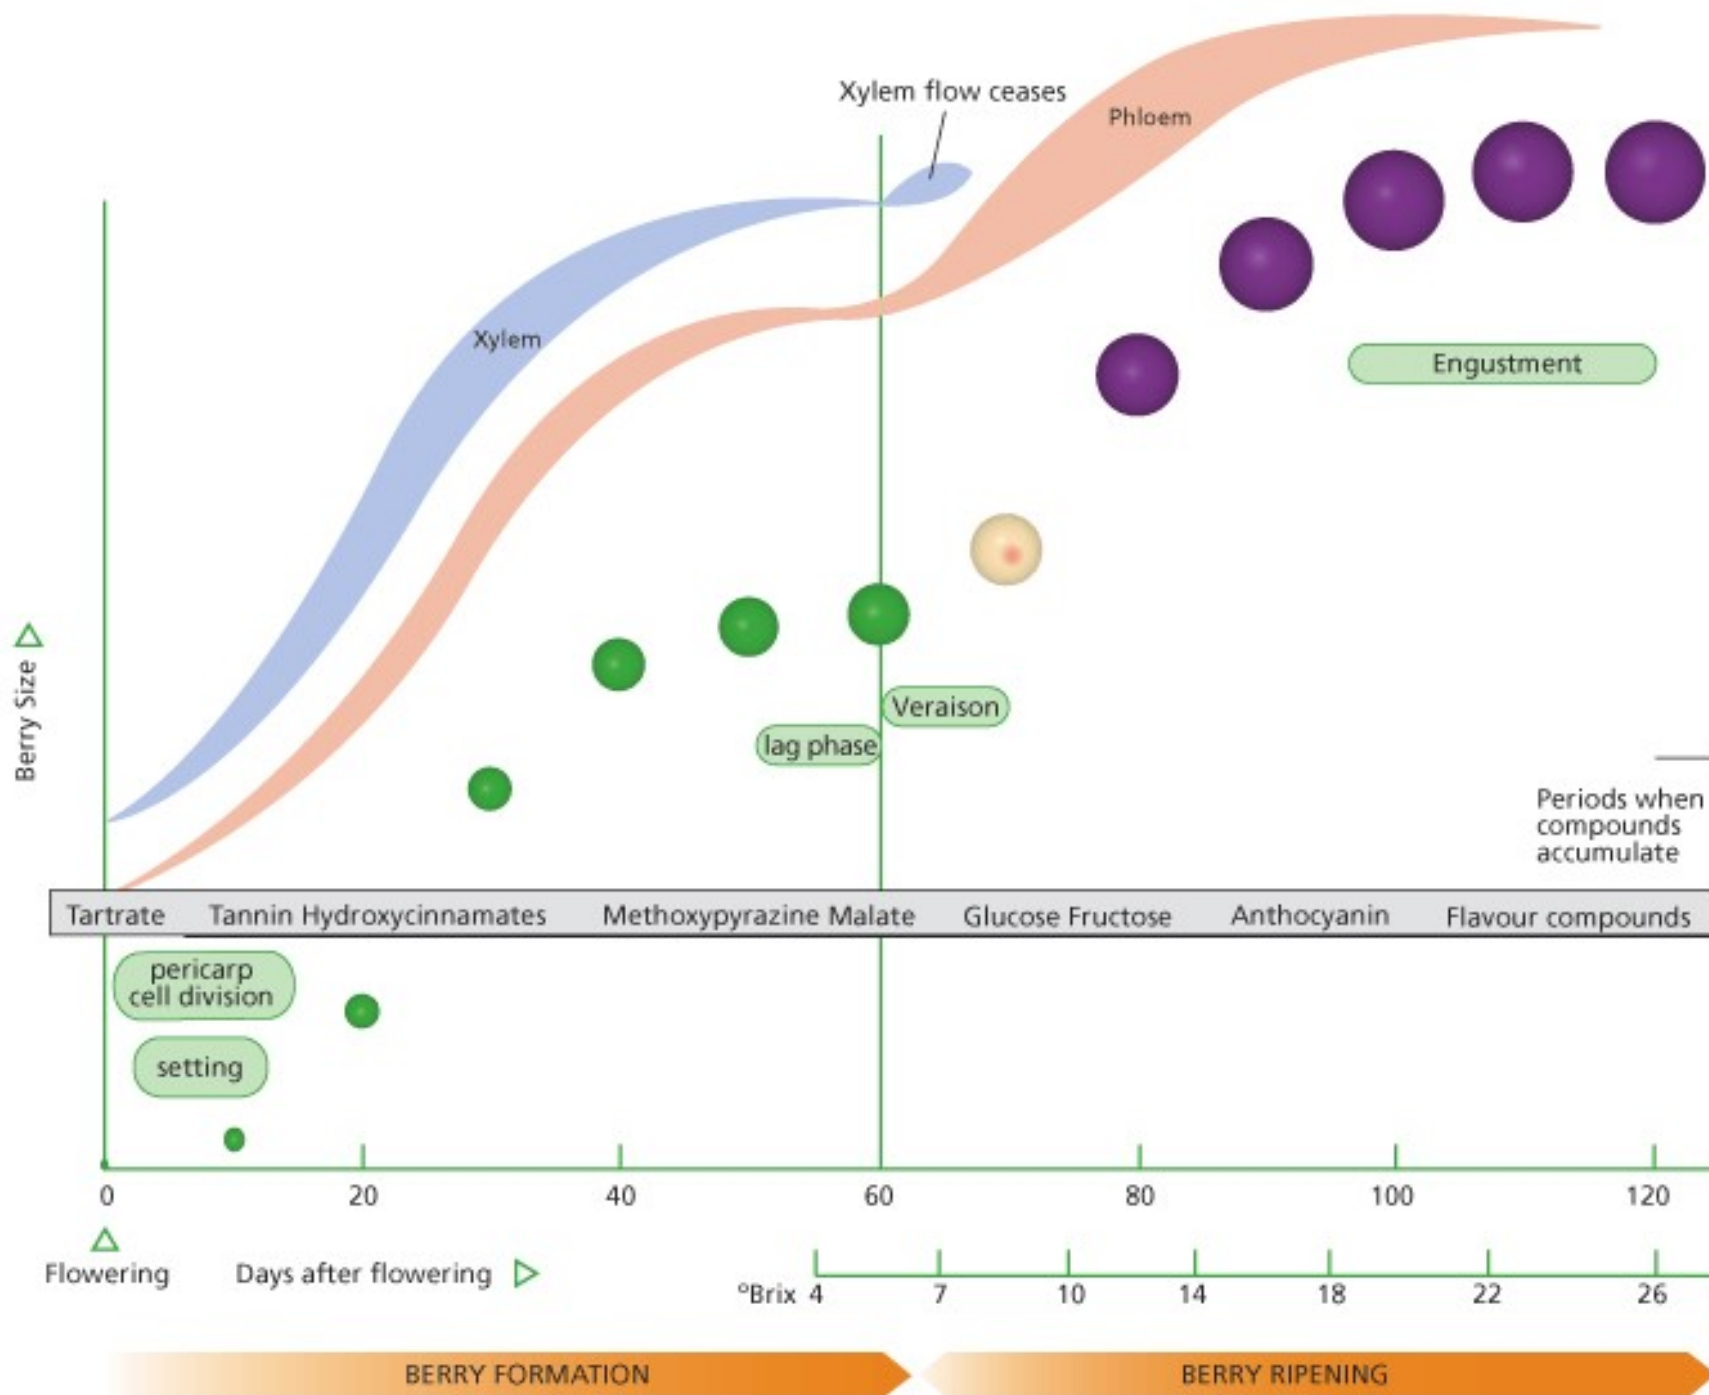 Xylem flow ceases
Phloem
Xylem
Engustment
Berry Size
Veraison
lag phase
Periods when
compounds
accumulate
Tartrate Tannin Hydroxycinnamates Methoxypyrazine Malate Glucose Fructose Anthocyanin Flavour compounds
pericarp
cell division
setting
0 20 40 60 80 100 120
Flowering Days after flowering
ºBrix 4 7 10 14 18 22 26
BERRY FORMATION BERRY RIPENING